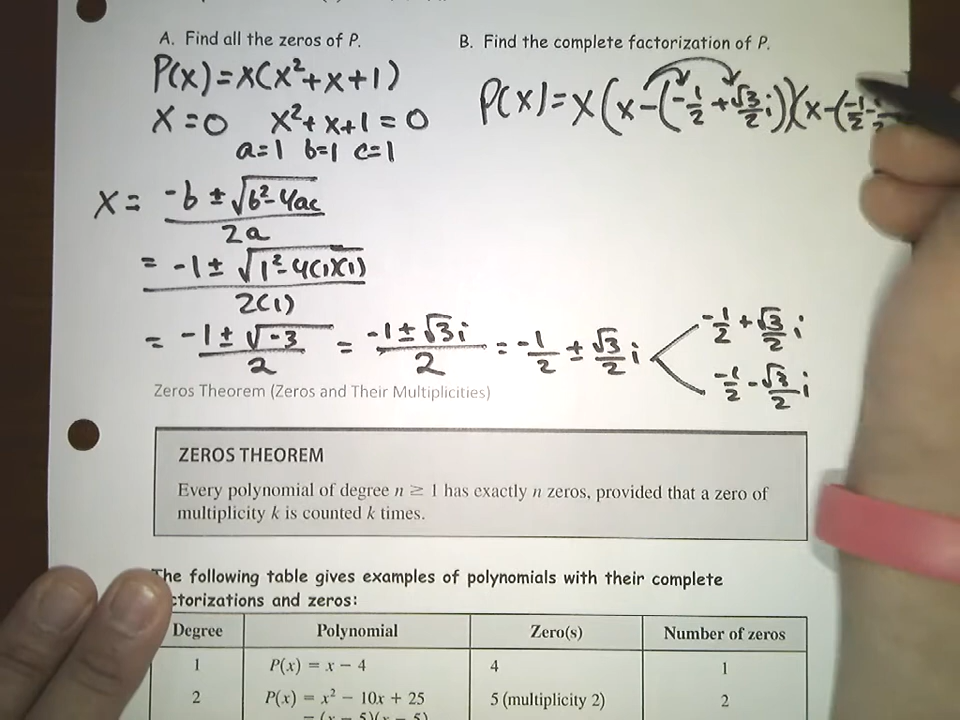 A. Find all the zeros of P.
P(x)=x(x²+x+1)
x=0 x²+x+1=0
a=1 b=1 c=1
x= -b ± √b²-4ac
2a
= -1 ± √1²-4(1)(1)
2(1)
= -1 ± √-3 / 2 = -1 ± √3 i / 2 = -1/2 ± √3/2 i
-1/2 + √3/2 i
-1/2 - √3/2 i
B. Find the complete factorization of P.
P(x)=x(x-(-1/2+√3/2 i))(x-(-1/2-
Zeros Theorem (Zeros and Their Multiplicities)
ZEROS THEOREM
Every polynomial of degree n ≥ 1 has exactly n zeros, provided that a zero of
multiplicity k is counted k times.
The following table gives examples of polynomials with their complete
ctorizations and zeros:
Degree Polynomial Zero(s) Number of zeros
1 P(x) = x − 4 4 1
2 P(x) = x² − 10x + 25 5 (multiplicity 2) 2
= (x − 5)(x − 5)